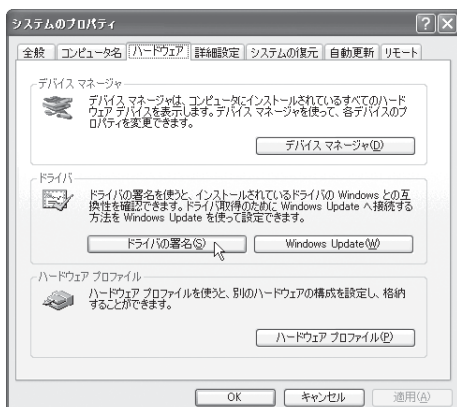 システムのプロパティ
全般 コンピュータ名 ハードウェア 詳細設定 システムの復元 自動更新 リモート
デバイス マネージャ
デバイス マネージャは、コンピュータにインストールされているすべてのハード
ウェア デバイスを表示します。デバイス マネージャを使って、各デバイスのプ
ロパティを変更できます。
デバイス マネージャ(D)
ドライバ
ドライバの署名を使うと、インストールされているドライバの Windows との互
換性を確認できます。ドライバ取得のために Windows Update へ接続する
方法を Windows Update を使って設定できます。
ドライバの署名(S) Windows Update(W)
ハードウェア プロファイル
ハードウェア プロファイルを使うと、別のハードウェアの構成を設定し、格納
することができます。
ハードウェア プロファイル(P)
OK キャンセル 適用(A)